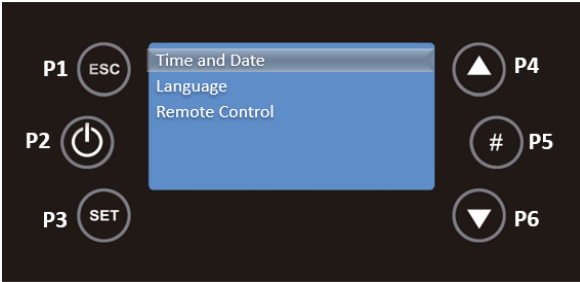 P1 ESC
P2
P3 SET
Time and Date
Language
Remote Control
P4
# P5
P6